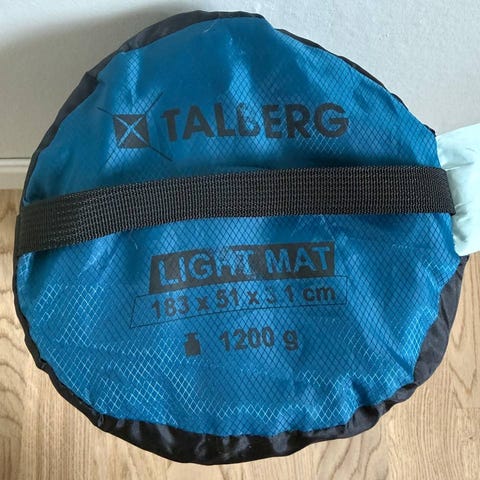 TALBERG
LIGHT MAT
183 x 51 x 3.1 cm
1200 g